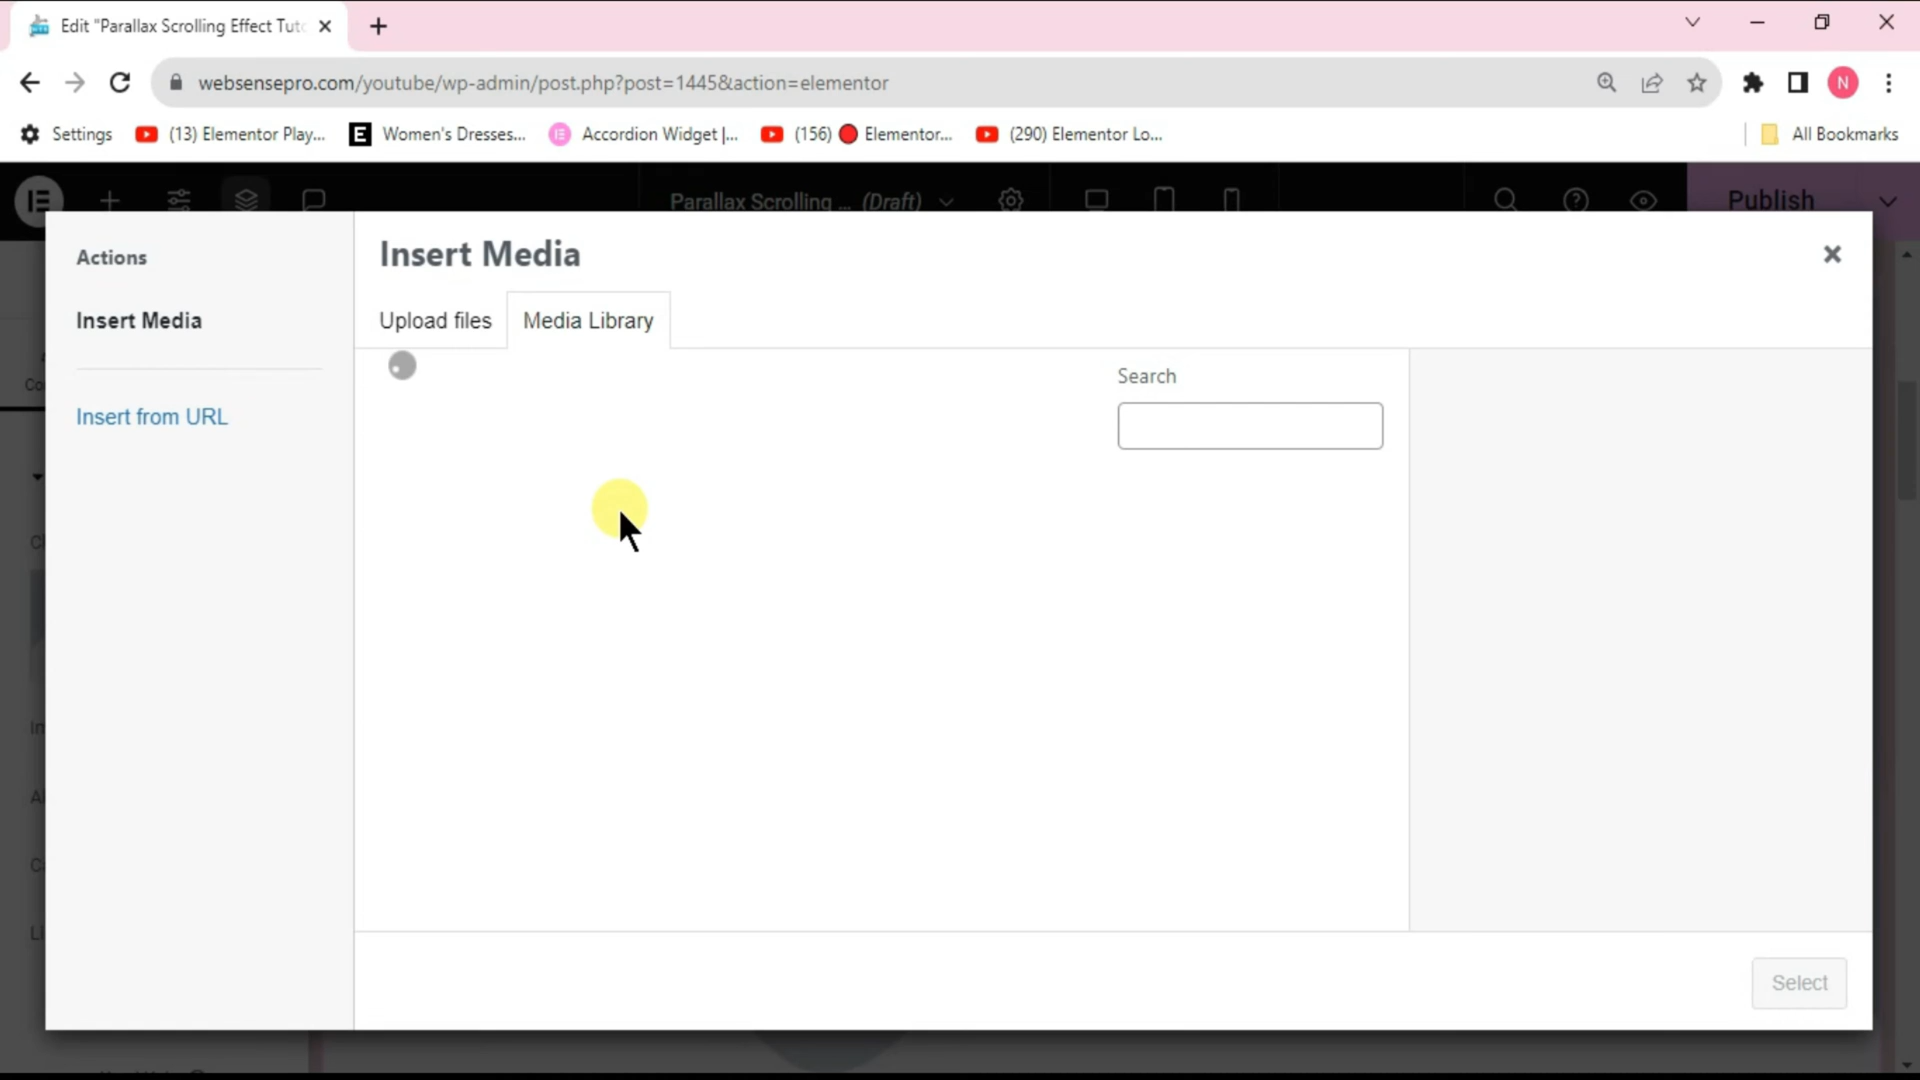 Edit "Parallax Scrolling Effect Tuto
websensepro.com/youtube/wp-admin/post.php?post=1445&action=elementor
N
Settings
(13) Elementor Play...
Women's Dresses...
Accordion Widget |...
(156) 🔴 Elementor...
(290) Elementor Lo...
All Bookmarks
Parallax Scrolling ... (Draft)
Publish
Actions
Insert Media
Insert from URL
Insert Media
Upload files
Media Library
Search
Select